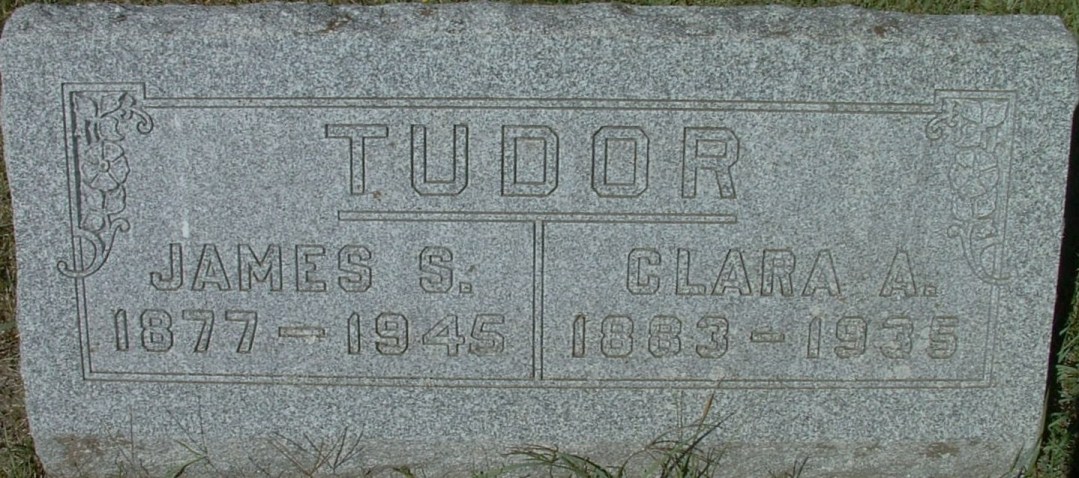 TUDOR
JAMES S.
1877 - 1945
CLARA A.
1883 - 1935